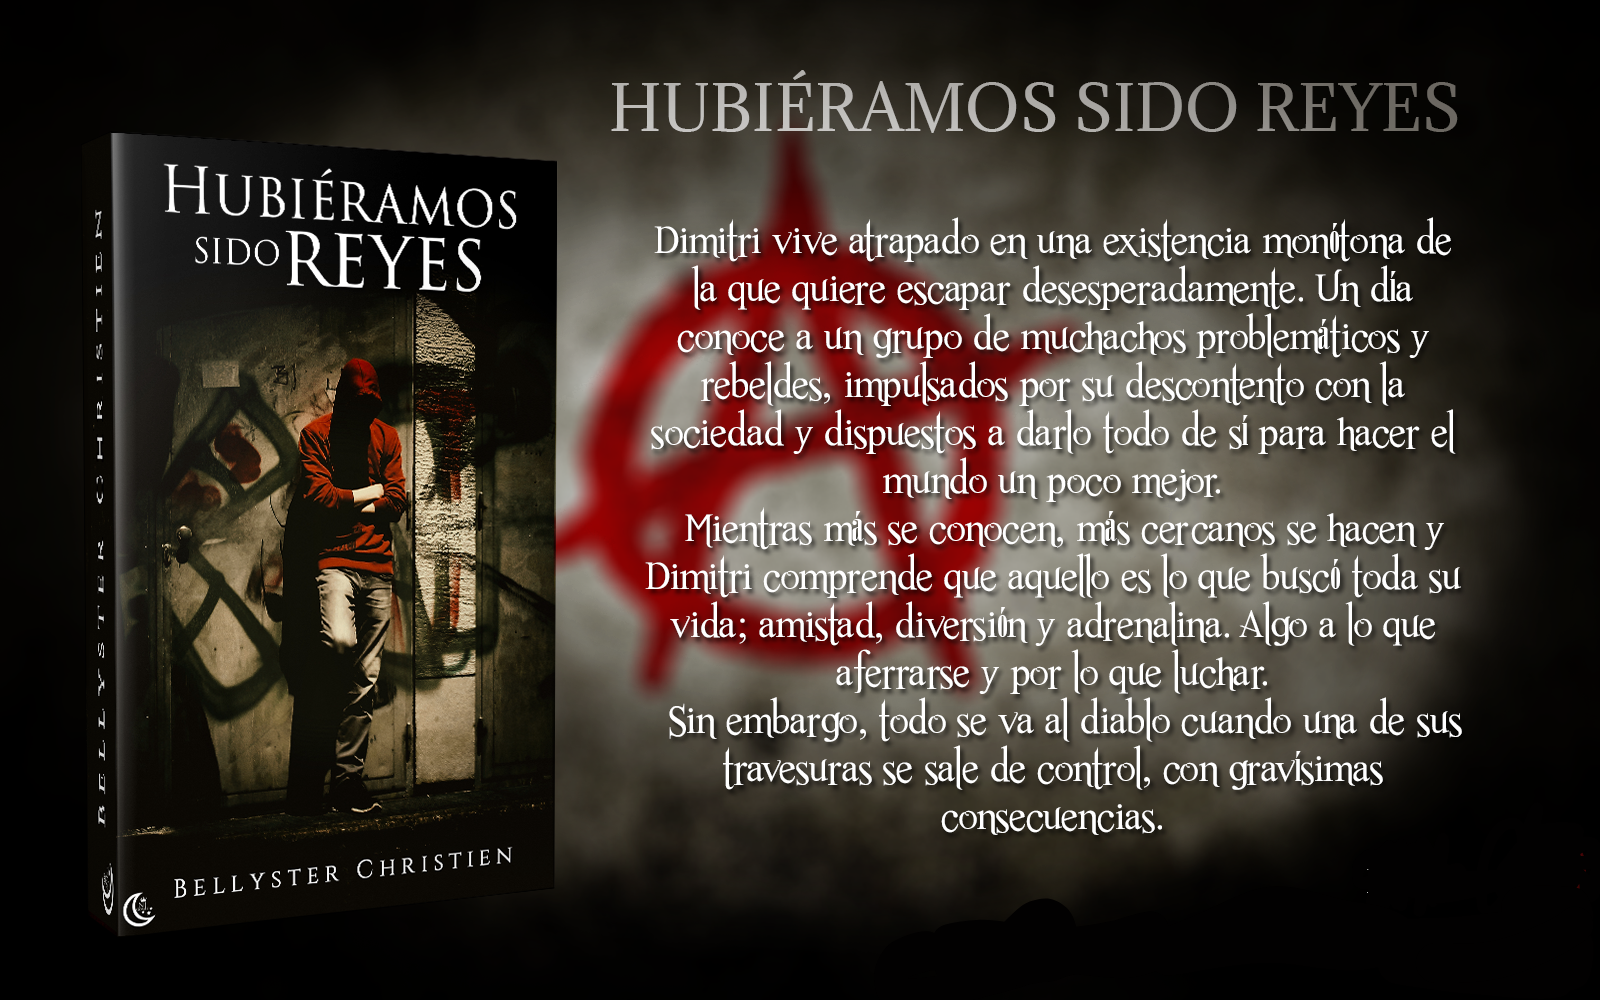 HUBIÉRAMOS SIDO REYES
HUBIÉRAMOS
SIDO REYES
BELLYSTER CHRISTIEN
BELLYSTER CHRISTIEN
Dimitri vive atrapado en una existencia monótona de
la que quiere escapar desesperadamente. Un día
conoce a un grupo de muchachos problemáticos y
rebeldes, impulsados por su descontento con la
sociedad y dispuestos a darlo todo de sí para hacer el
mundo un poco mejor.
Mientras más se conocen, más cercanos se hacen y
Dimitri comprende que aquello es lo que buscó toda su
vida; amistad, diversión y adrenalina. Algo a lo que
aferrarse y por lo que luchar.
Sin embargo, todo se va al diablo cuando una de sus
travesuras se sale de control, con gravísimas
consecuencias.